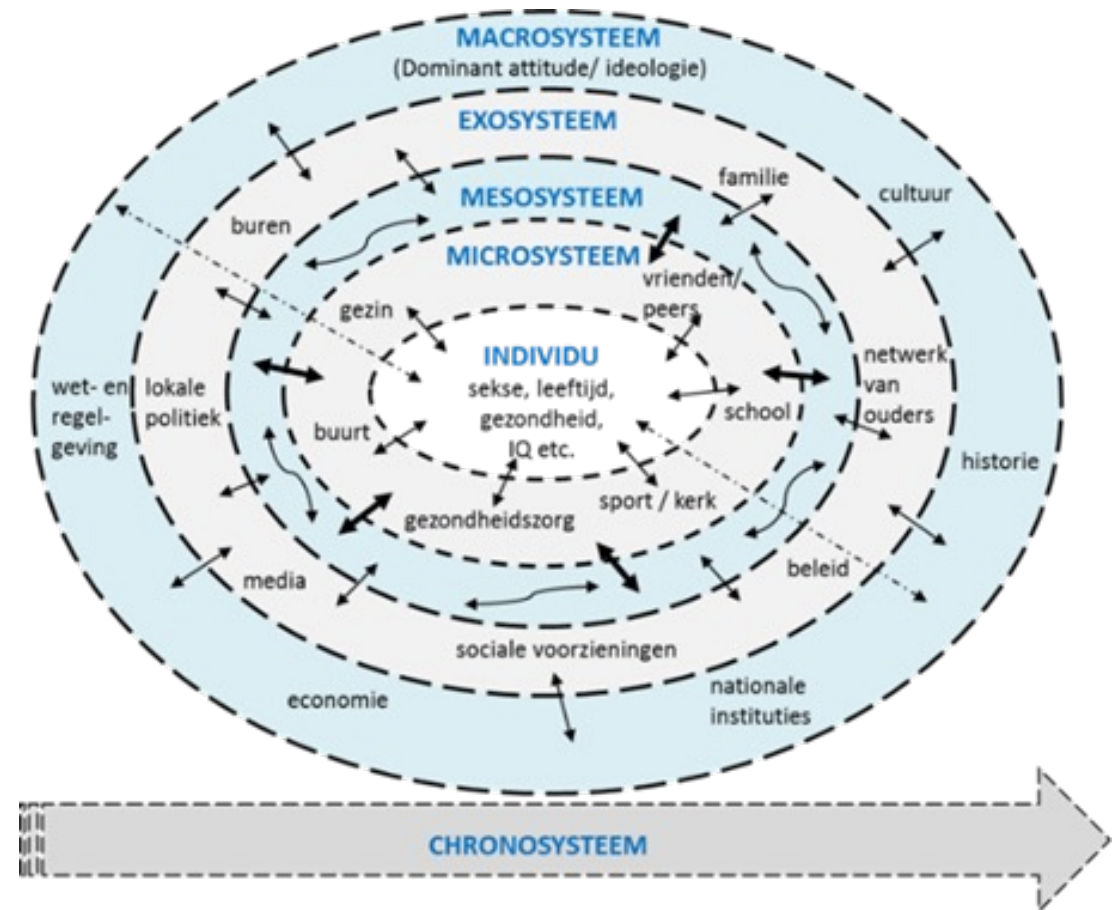 MACROSYSTEEM
(Dominant attitude/ ideologie)
EXOSYSTEEM
MESOSYSTEEM
MICROSYSTEEM
familie
cultuur
buren
vrienden/
peers
gezin
INDIVIDU
sekse, leeftijd,
gezondheid,
IQ etc.
netwerk
van
ouders
wet- en
regel-
geving
lokale
politiek
school
buurt
historie
sport / kerk
gezondheidszorg
beleid
media
sociale voorzieningen
nationale
instituties
economie
CHRONOSYSTEEM